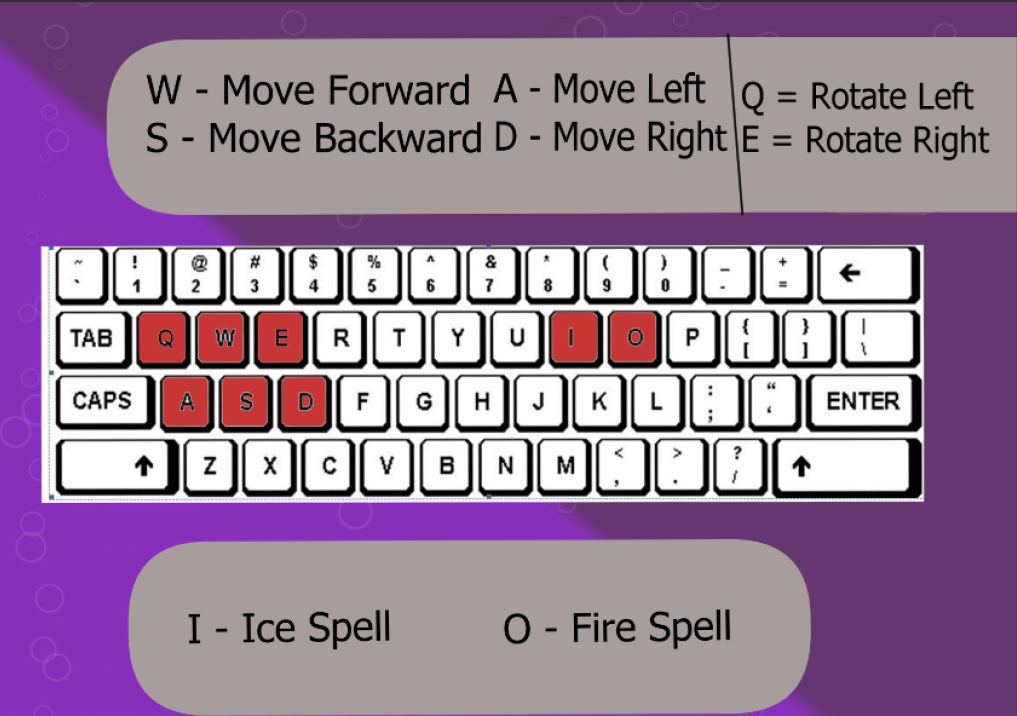 W - Move Forward A - Move Left Q = Rotate Left
S - Move Backward D - Move Right E = Rotate Right
~ ! @ # $ % ^ & * ( ) _ +
` 1 2 3 4 5 6 7 8 9 0 - = ←
TAB Q W E R T Y U I O P { [ } ] | \
CAPS A S D F G H J K L : ; “ ‘ ENTER
↑ Z X C V B N M < , > . ? / ↑
I - Ice Spell O - Fire Spell